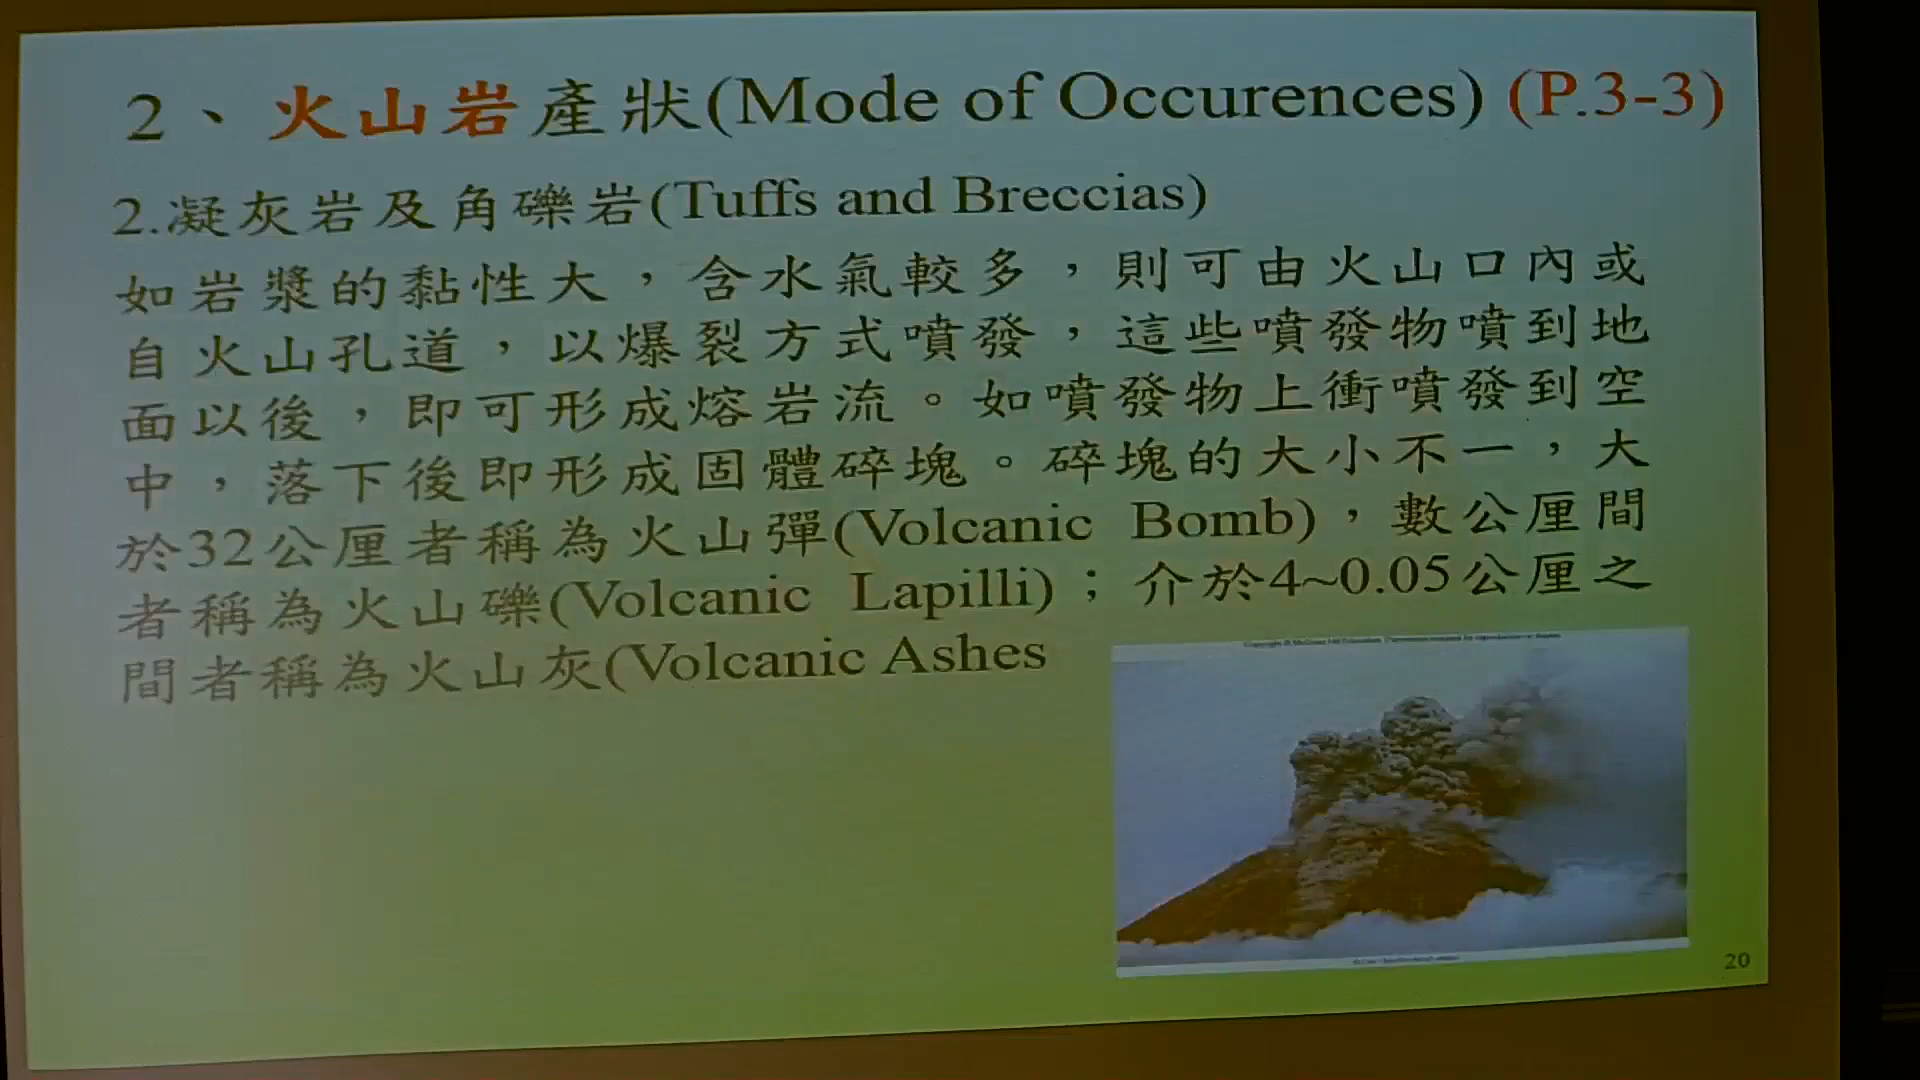 2、火山岩產狀(Mode of Occurences) (P.3-3)
2.凝灰岩及角礫岩(Tuffs and Breccias)
如岩漿的黏性大，含水氣較多，則可由火山口內或
自火山孔道，以爆裂方式噴發，這些噴發物噴到地
面以後，即可形成熔岩流。如噴發物上衝噴發到空
中，落下後即形成固體碎塊。碎塊的大小不一，大
於32公厘者稱為火山彈(Volcanic Bomb)，數公厘間
者稱為火山礫(Volcanic Lapilli)；介於4~0.05公厘之
間者稱為火山灰(Volcanic Ashes
20